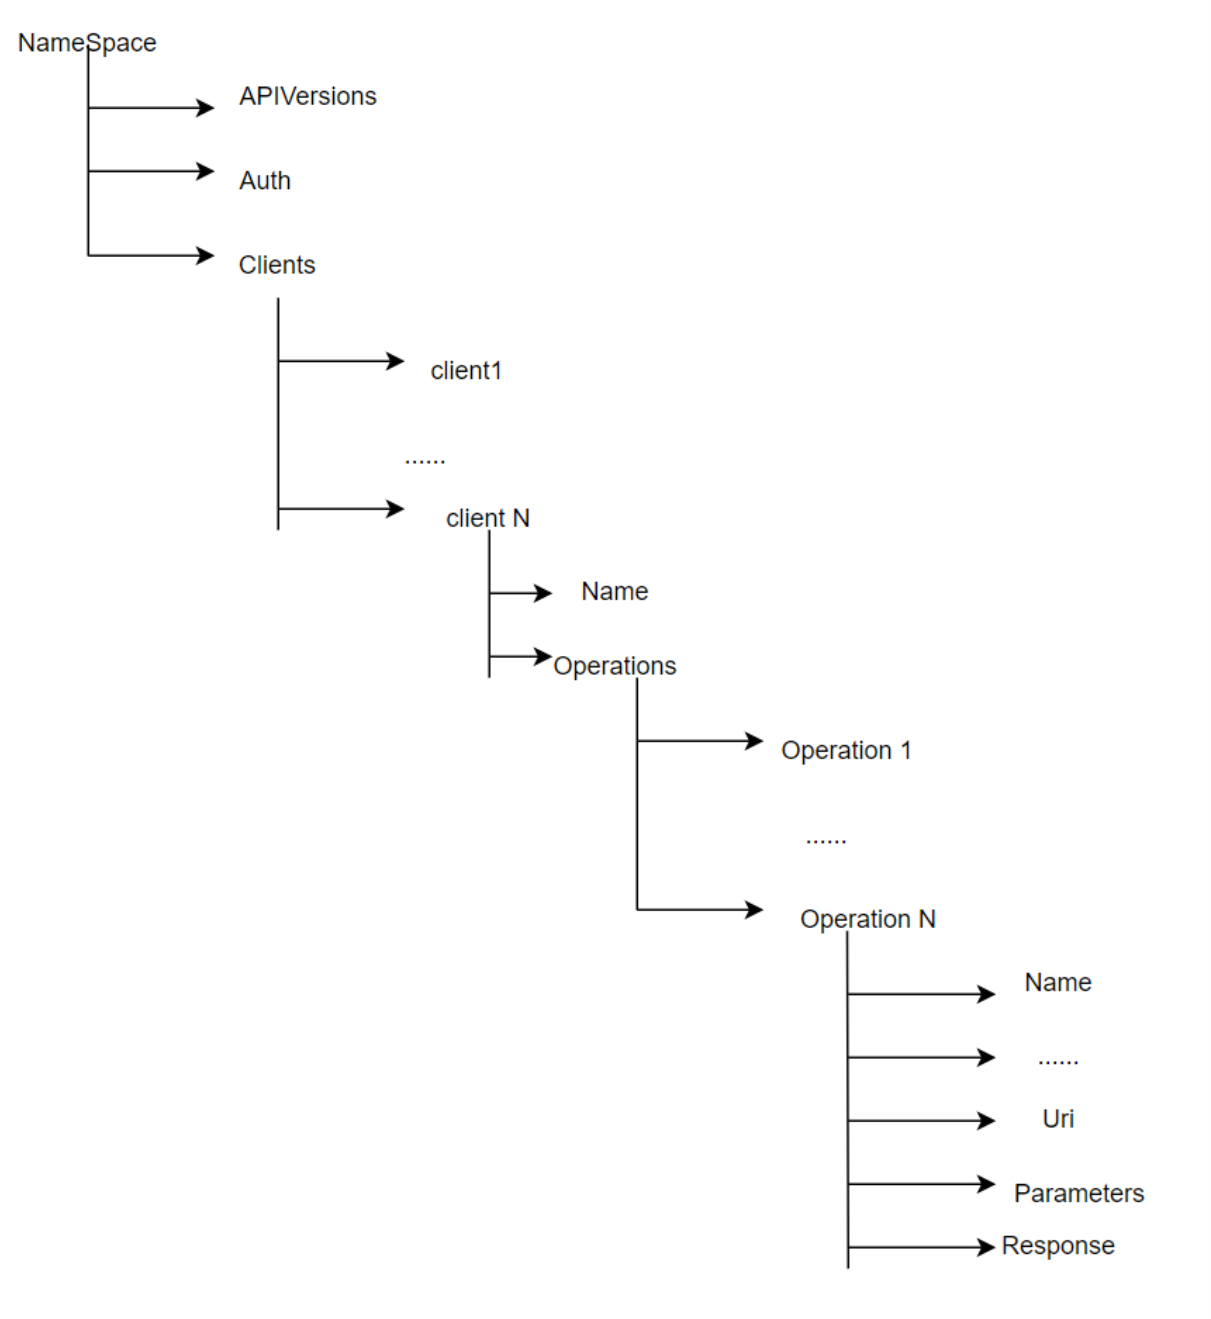 NameSpace
APIVersions
Auth
Clients
client1
......
client N
Name
Operations
Operation 1
......
Operation N
Name
......
Uri
Parameters
Response